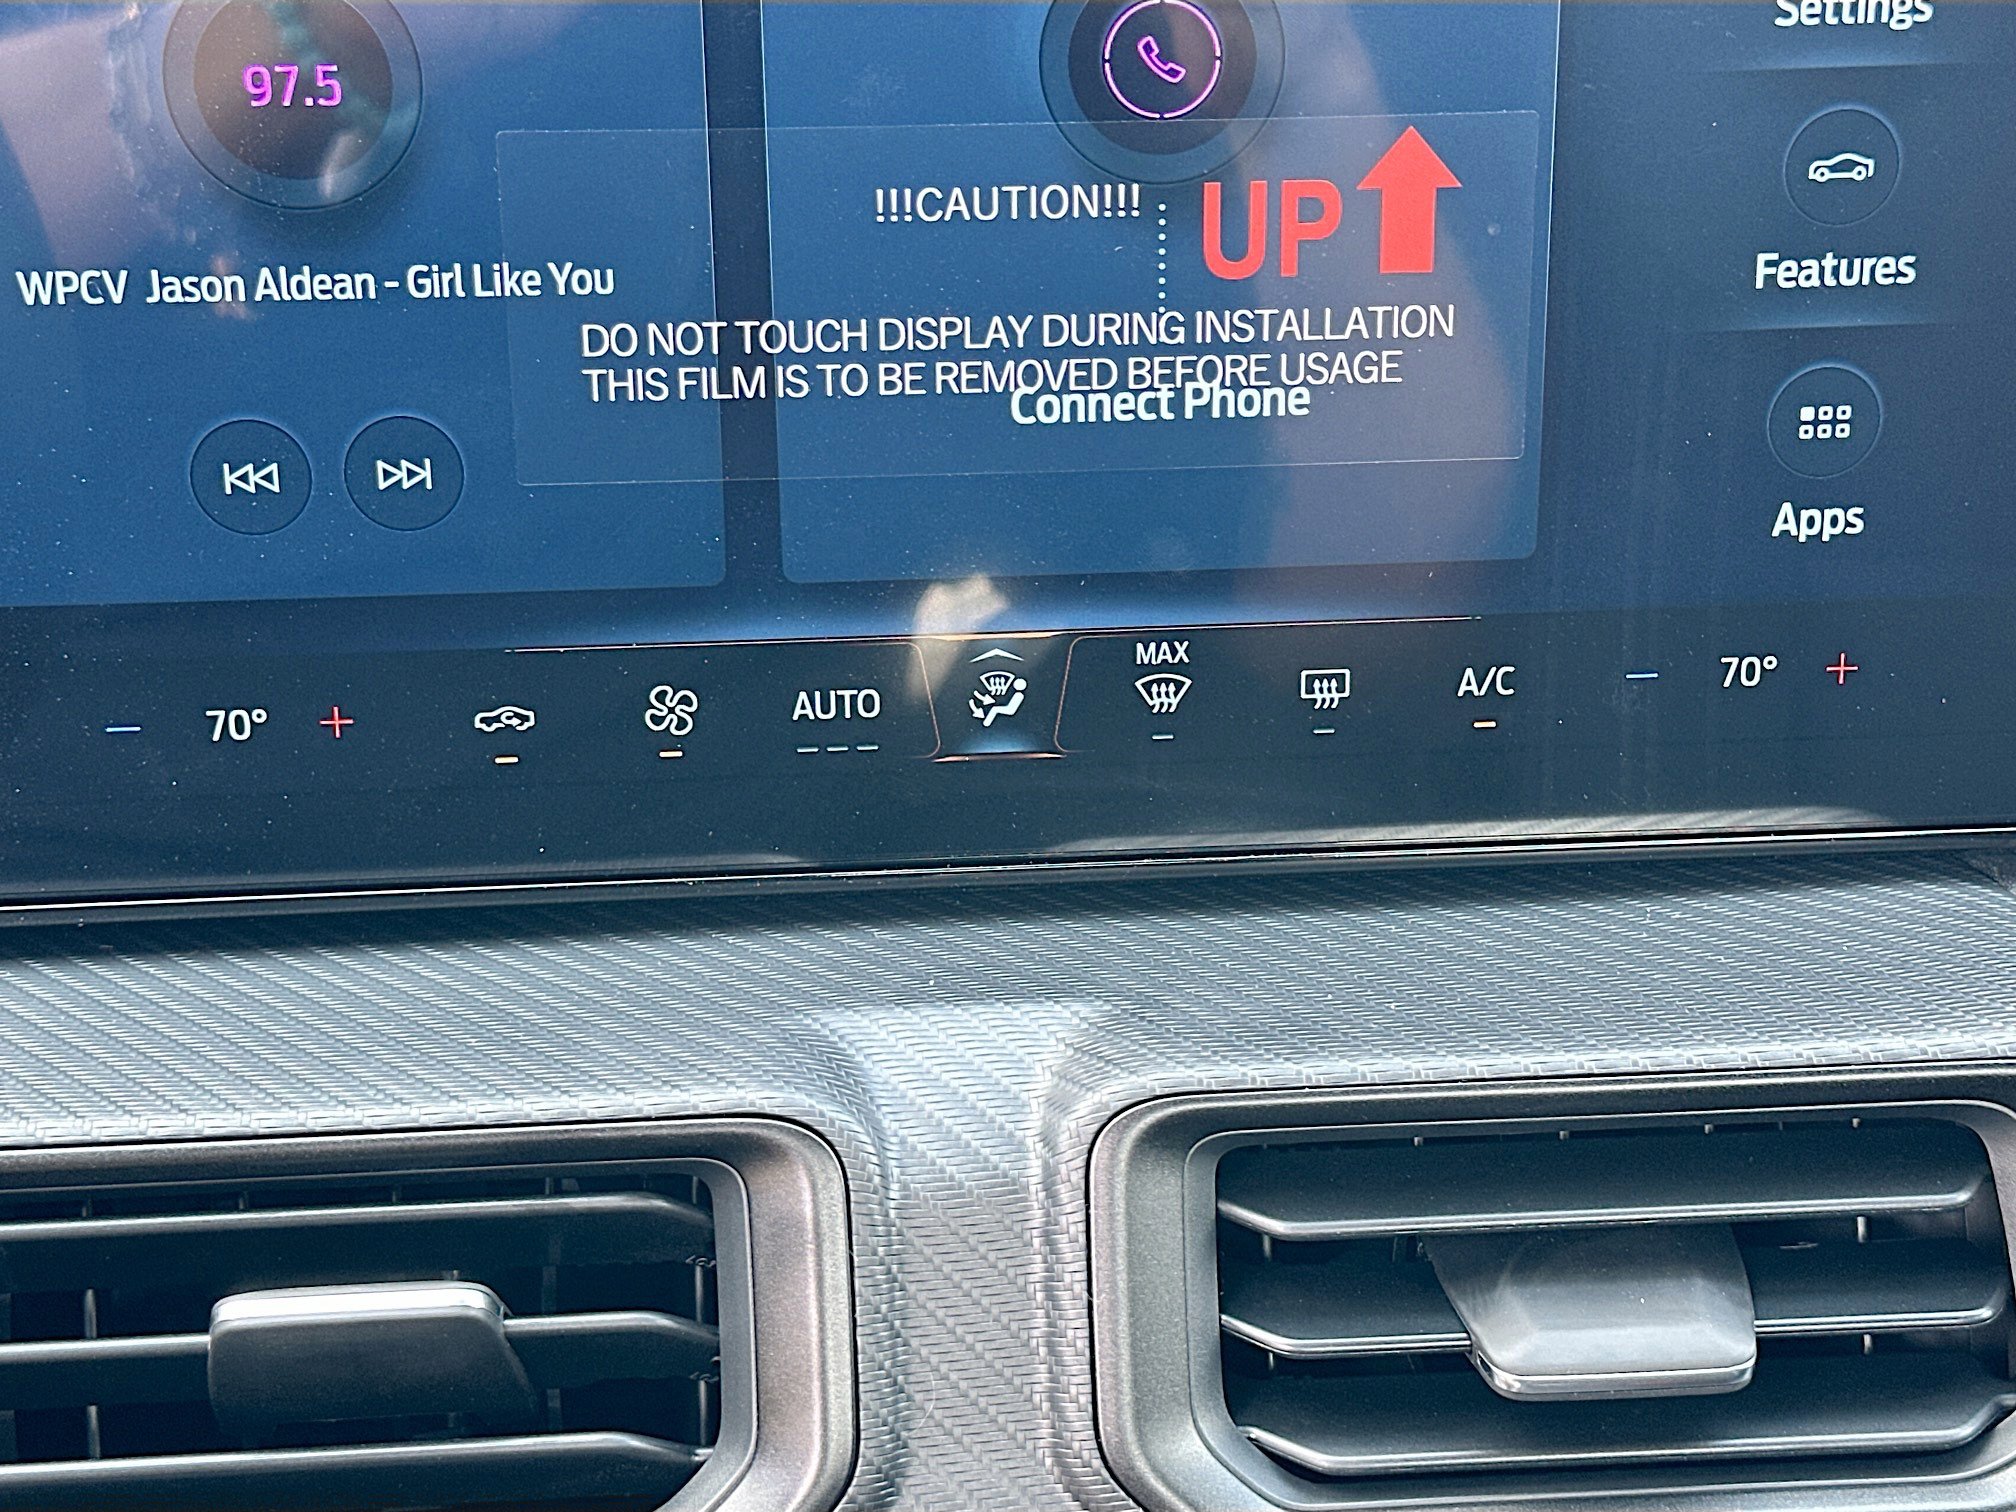 Settings
97.5
!!!CAUTION!!!
UP
Features
WPCV Jason Aldean - Girl Like You
DO NOT TOUCH DISPLAY DURING INSTALLATION
THIS FILM IS TO BE REMOVED BEFORE USAGE
Connect Phone
Apps
MAX
− 70° +
AUTO
A/C
− 70° +